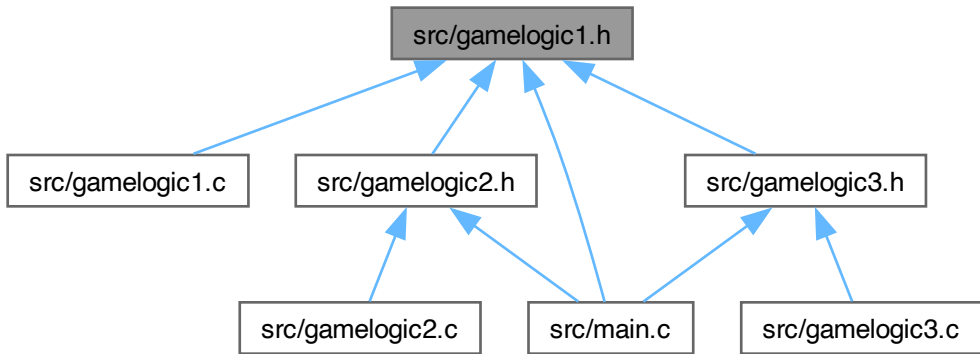 src/gamelogic1.h
src/gamelogic1.c
src/gamelogic2.h
src/gamelogic3.h
src/gamelogic2.c
src/main.c
src/gamelogic3.c